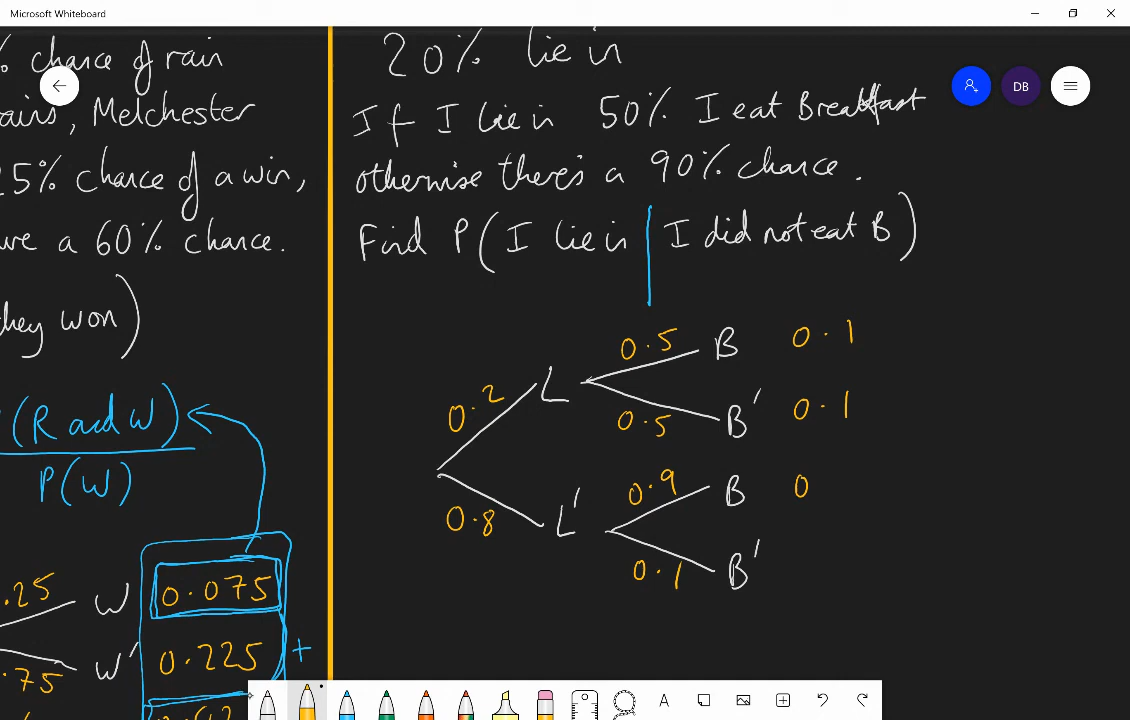 Microsoft Whiteboard
DB
% chance of rain
ains, Melchester
25% chance of a win,
ve a 60% chance.
they won)
(R and W)
P(W)
.25
W
0.075
.75
W'
0.225
+
20% lie in
If I lie in 50% I eat Breakfast
otherwise there's a 90% chance.
Find P(I lie in | I did not eat B)
0.5 B 0.1
0.2 L
0.5 B' 0.1
0.9 B 0
0.8 L'
0.1 B'
A